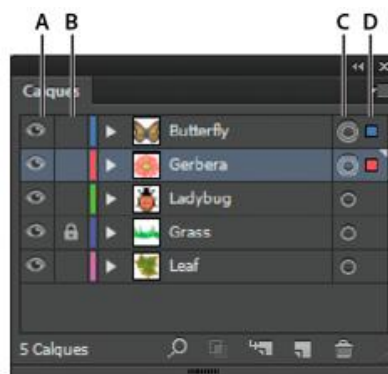 A B C D
Calques
Butterfly
Gerbera
Ladybug
Grass
Leaf
5 Calques